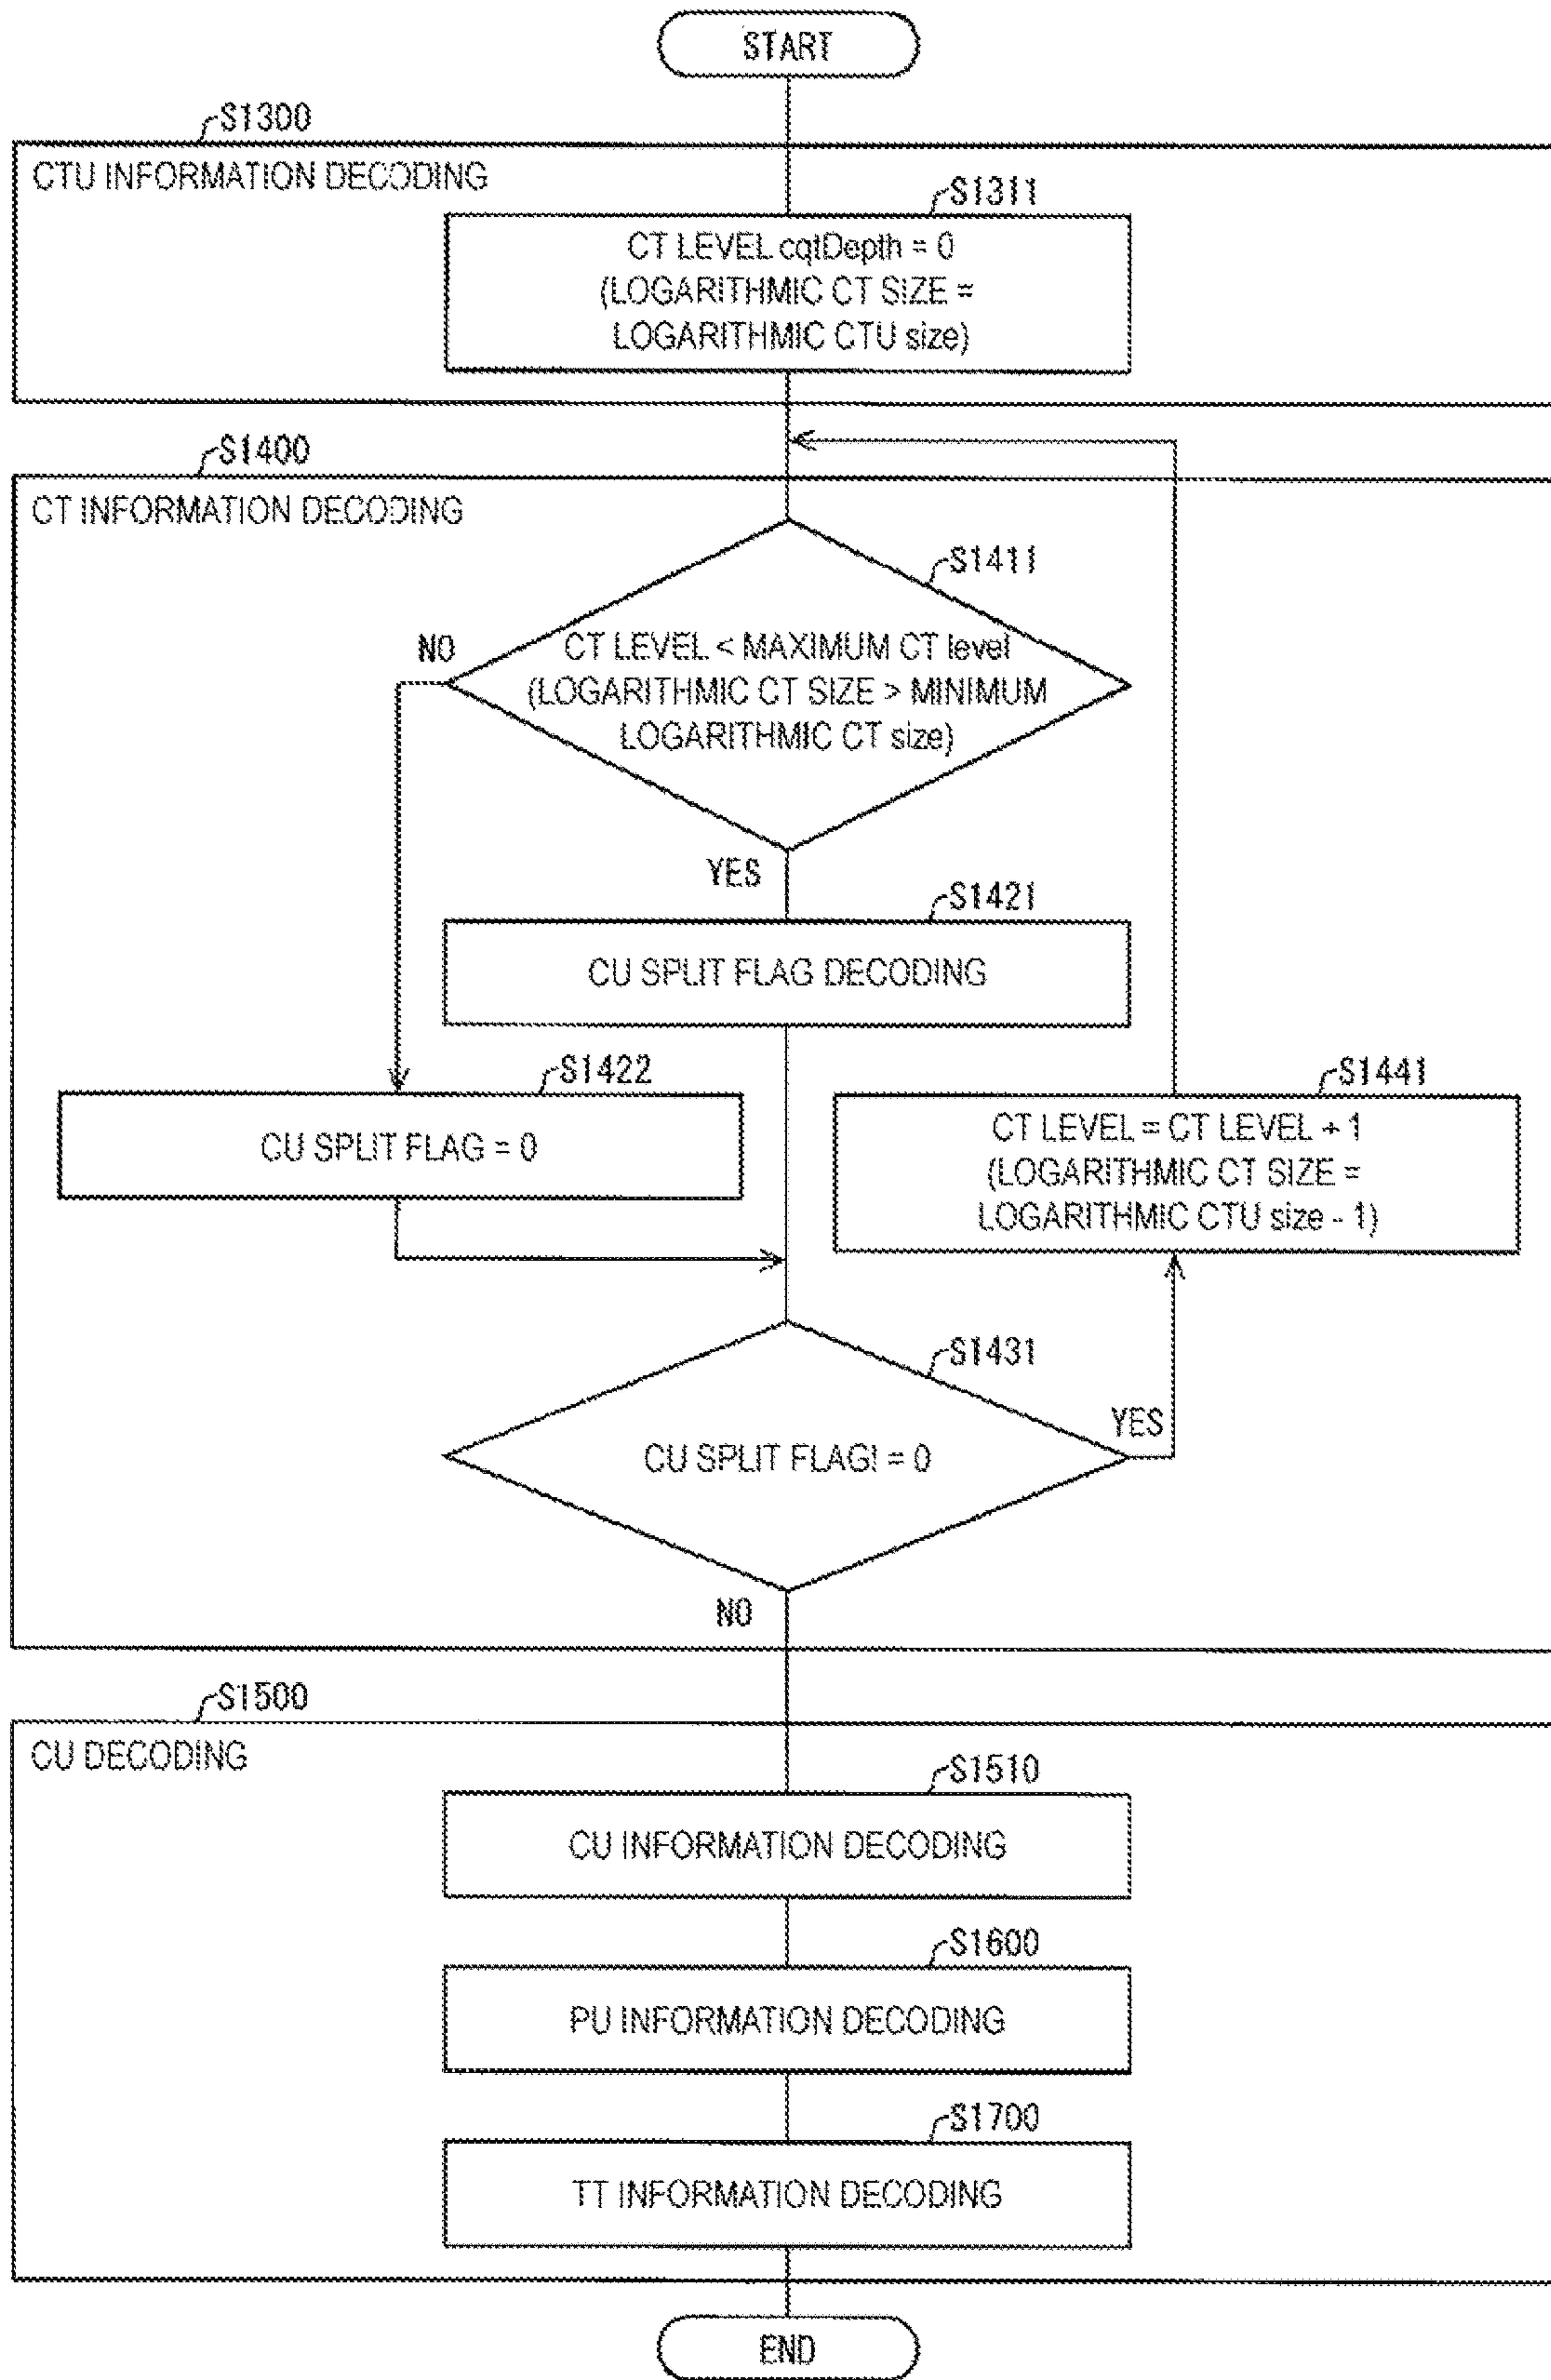 START
S1300
CTU INFORMATION DECODING
S1311
CT LEVEL cqtDepth = 0
(LOGARITHMIC CT SIZE =
LOGARITHMIC CTU size)
S1400
CT INFORMATION DECODING
S1411
NO
CT LEVEL < MAXIMUM CT level
(LOGARITHMIC CT SIZE > MINIMUM
LOGARITHMIC CT size)
YES
S1421
CU SPLIT FLAG DECODING
S1422
CU SPLIT FLAG = 0
S1441
CT LEVEL = CT LEVEL + 1
(LOGARITHMIC CT SIZE =
LOGARITHMIC CTU size - 1)
S1431
YES
CU SPLIT FLAG! = 0
NO
S1500
CU DECODING
S1510
CU INFORMATION DECODING
S1600
PU INFORMATION DECODING
S1700
TT INFORMATION DECODING
END